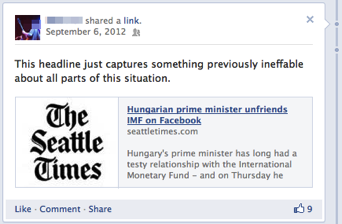 shared a link.
September 6, 2012
This headline just captures something previously ineffable
about all parts of this situation.
The
Seattle
Times
Hungarian prime minister unfriends
IMF on Facebook
seattletimes.com
Hungary's prime minister has long had a
testy relationship with the International
Monetary Fund – and on Thursday he
Like · Comment · Share
9